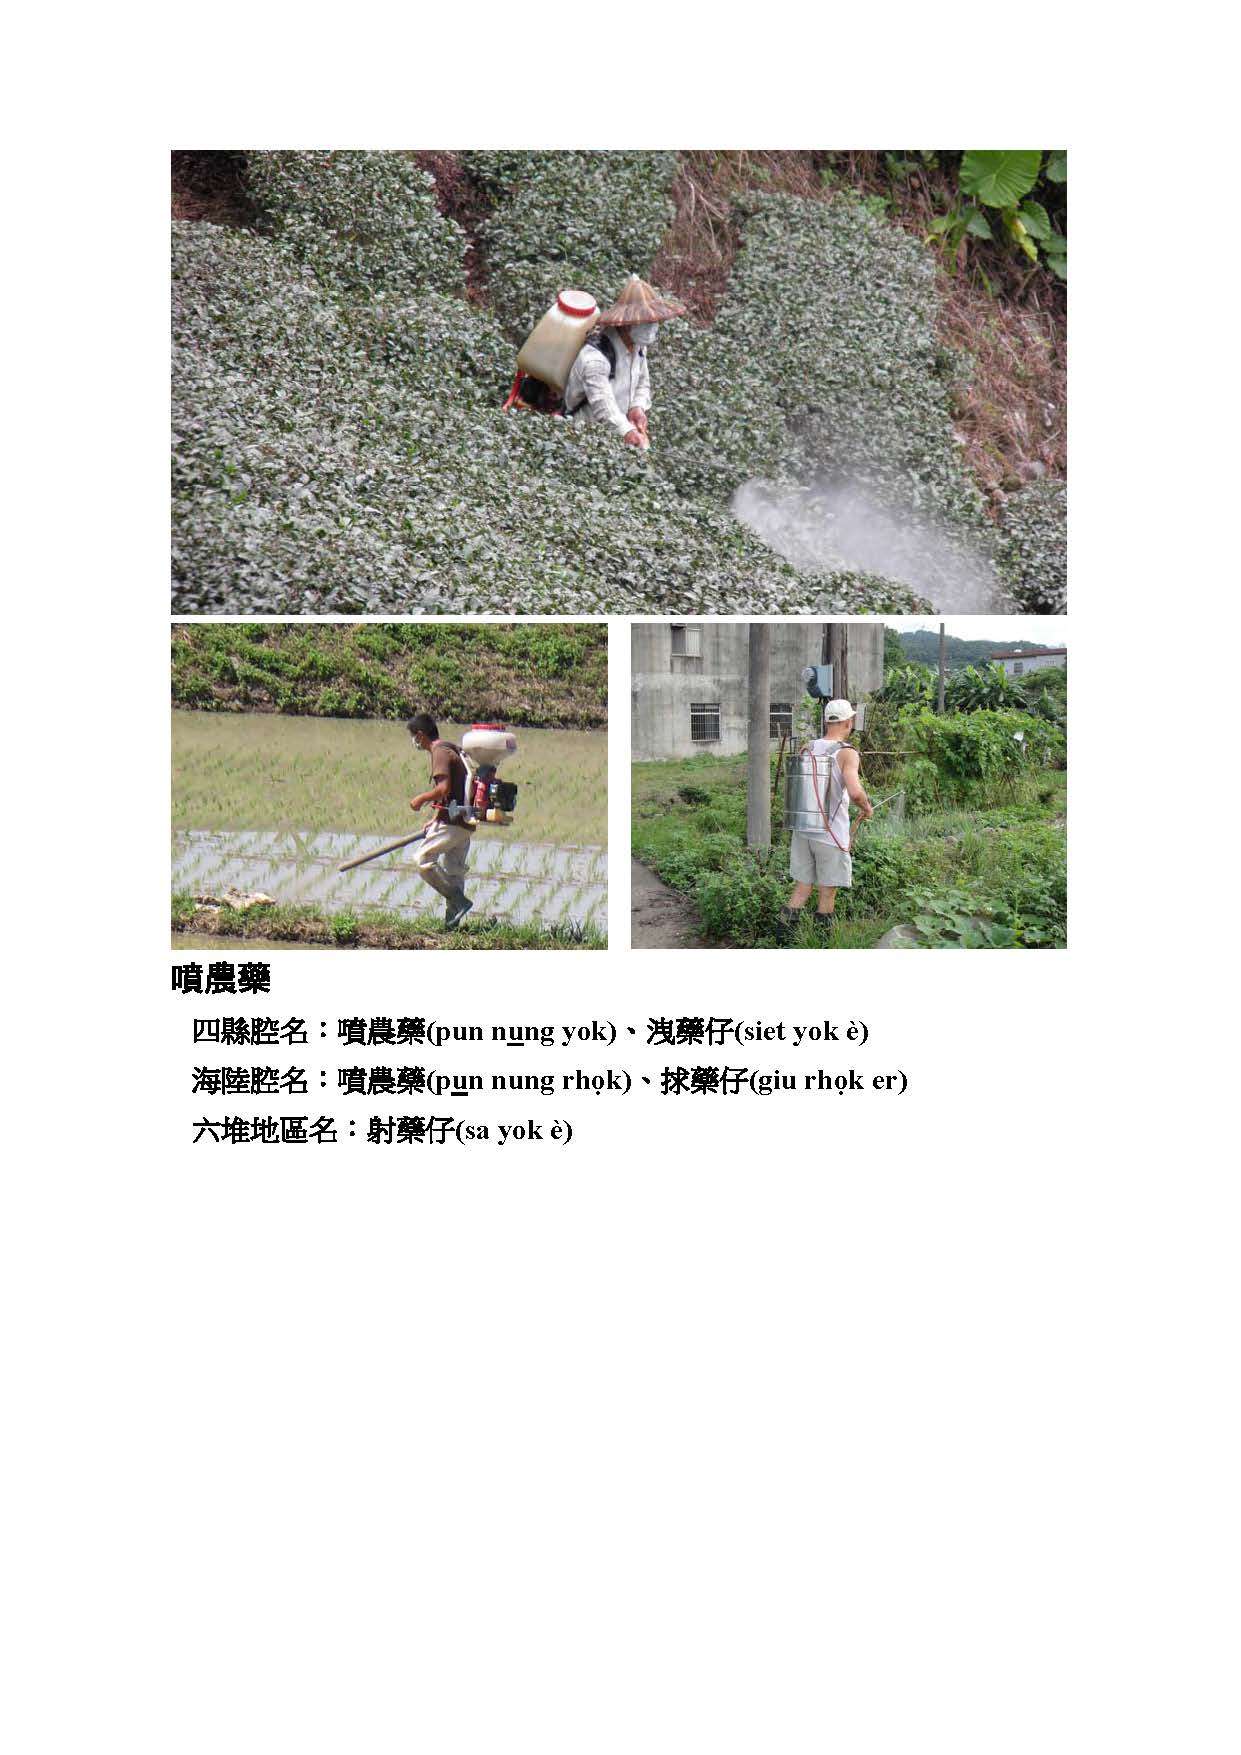 噴農藥
四縣腔名：噴農藥(pun nu̲ng yok)、洩藥仔(siet yok è)
海陸腔名：噴農藥(pu̲n nung rhọk)、捄藥仔(giu rhọk er)
六堆地區名：射藥仔(sa yok è)